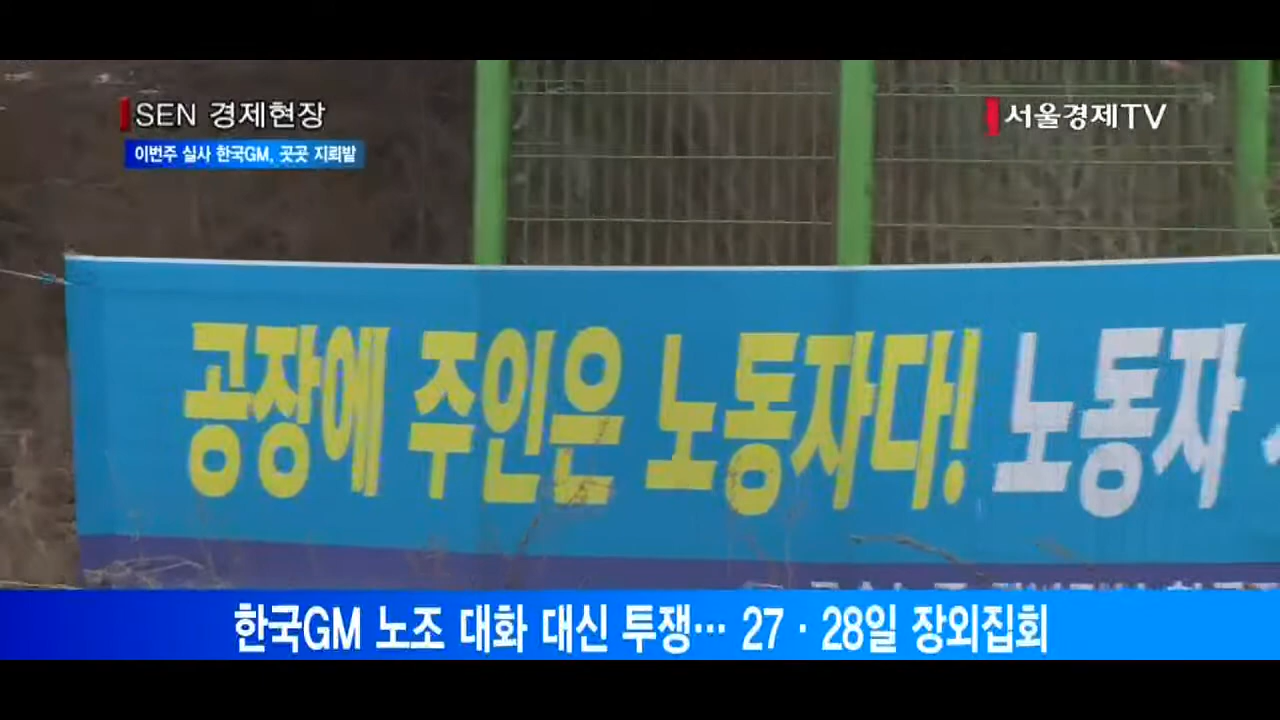 SEN 경제현장
서울경제TV
이번주 실사 한국GM, 곳곳 지뢰밭
공장에 주인은 노동자다! 노동자
한국GM 노조 대화 대신 투쟁… 27·28일 장외집회